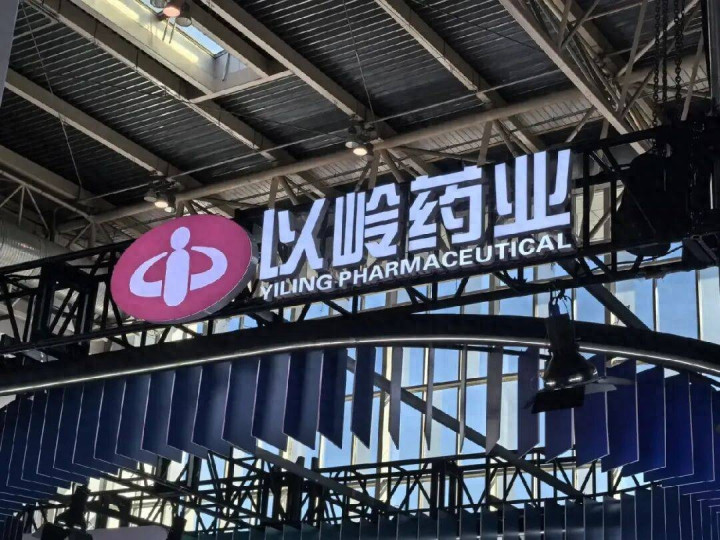 以岭药业
YILING PHARMACEUTICAL